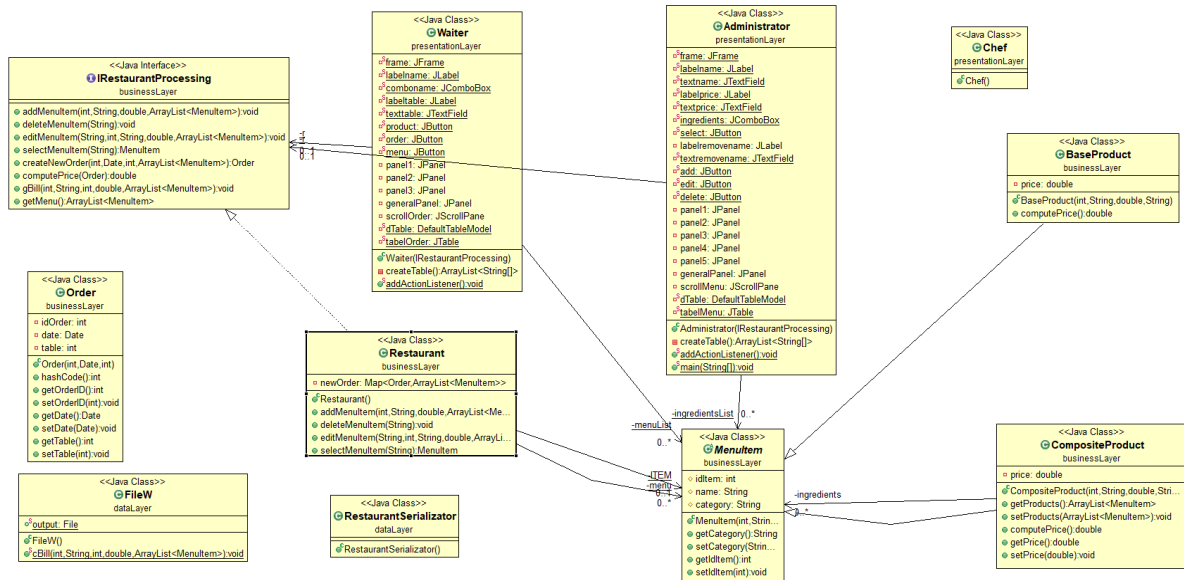 <<Java Interface>>
IRestaurantProcessing
businessLayer
addMenuItem(int,String,double,ArrayList<MenuItem>):void
deleteMenuItem(String):void
editMenuItem(String,int,String,double,ArrayList<MenuItem>):void
selectMenuItem(String):MenuItem
createNewOrder(int,Date,int,ArrayList<MenuItem>):Order
computePrice(Order):double
gBill(int,String,int,double,ArrayList<MenuItem>):void
getMenu():ArrayList<MenuItem>
<<Java Class>>
Waiter
presentationLayer
frame: JFrame
labelname: JLabel
comboname: JComboBox
labeltable: JLabel
texttable: JTextField
product: JButton
order: JButton
menu: JButton
panel1: JPanel
panel2: JPanel
panel3: JPanel
generalPanel: JPanel
scrollOrder: JScrollPane
dTable: DefaultTableModel
tabelOrder: JTable
Waiter(IRestaurantProcessing)
createTable():ArrayList<String[]>
addActionListener():void
<<Java Class>>
Administrator
presentationLayer
frame: JFrame
labelname: JLabel
textname: JTextField
labelprice: JLabel
textprice: JTextField
ingredients: JComboBox
select: JButton
labelremovename: JLabel
textremovename: JTextField
add: JButton
edit: JButton
delete: JButton
panel1: JPanel
panel2: JPanel
panel3: JPanel
panel4: JPanel
panel5: JPanel
generalPanel: JPanel
scrollMenu: JScrollPane
dTable: DefaultTableModel
tabelMenu: JTable
Administrator(IRestaurantProcessing)
createTable():ArrayList<String[]>
addActionListener():void
main(String[]):void
<<Java Class>>
Chef
presentationLayer
Chef()
<<Java Class>>
BaseProduct
businessLayer
price: double
BaseProduct(int,String,double,String)
computePrice():double
-r
0..1
0..1
<<Java Class>>
Order
businessLayer
idOrder: int
date: Date
table: int
Order(int,Date,int)
hashCode():int
getOrderID():int
setOrderID(int):void
getDate():Date
setDate(Date):void
getTable():int
setTable(int):void
<<Java Class>>
Restaurant
businessLayer
newOrder: Map<Order,ArrayList<MenuItem>>
Restaurant()
addMenuItem(int,String,double,ArrayList<Me...
deleteMenuItem(String):void
editMenuItem(String,int,String,double,ArrayLi...
selectMenuItem(String):MenuItem
-ingredientsList 0..*
-menuList
0..*
ITEM
-menu
0..1
0..*
<<Java Class>>
MenuItem
businessLayer
idItem: int
name: String
category: String
MenuItem(int,Strin...
getCategory():String
setCategory(Strin...
getIdItem():int
setIdItem(int):void
-ingredients
0..*
<<Java Class>>
CompositeProduct
businessLayer
price: double
CompositeProduct(int,String,double,Stri...
getProducts():ArrayList<MenuItem>
setProducts(ArrayList<MenuItem>):void
computePrice():double
getPrice():double
setPrice(double):void
<<Java Class>>
FileW
dataLayer
output: File
FileW()
cBill(int,String,int,double,ArrayList<MenuItem>):void
<<Java Class>>
RestaurantSerializator
dataLayer
RestaurantSerializator()